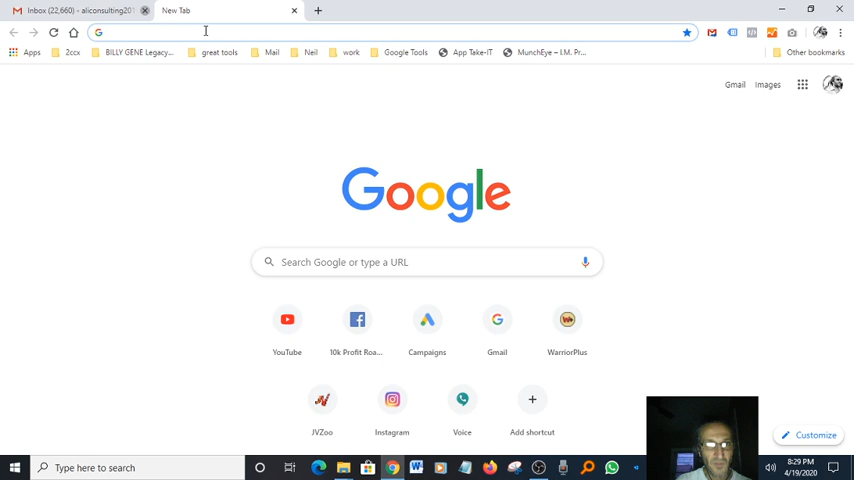 Inbox (22,660) - aliconsulting201
New Tab
Apps
2ccx
BILLY GENE Legacy...
great tools
Mail
Neil
work
Google Tools
App Take-IT
MunchEye – I.M. Pr...
Other bookmarks
Gmail
Images
Google
Search Google or type a URL
YouTube
10k Profit Roa...
Campaigns
Gmail
WarriorPlus
JVZoo
Instagram
Voice
Add shortcut
Customize
Type here to search
8:29 PM
4/19/2020